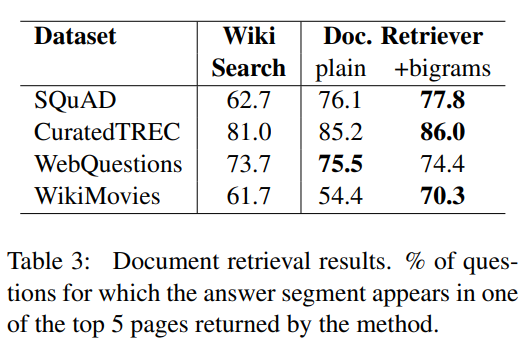 Dataset Wiki Doc. Retriever
Search plain +bigrams
SQuAD 62.7 76.1 77.8
CuratedTREC 81.0 85.2 86.0
WebQuestions 73.7 75.5 74.4
WikiMovies 61.7 54.4 70.3
Table 3: Document retrieval results. % of ques-
tions for which the answer segment appears in one
of the top 5 pages returned by the method.